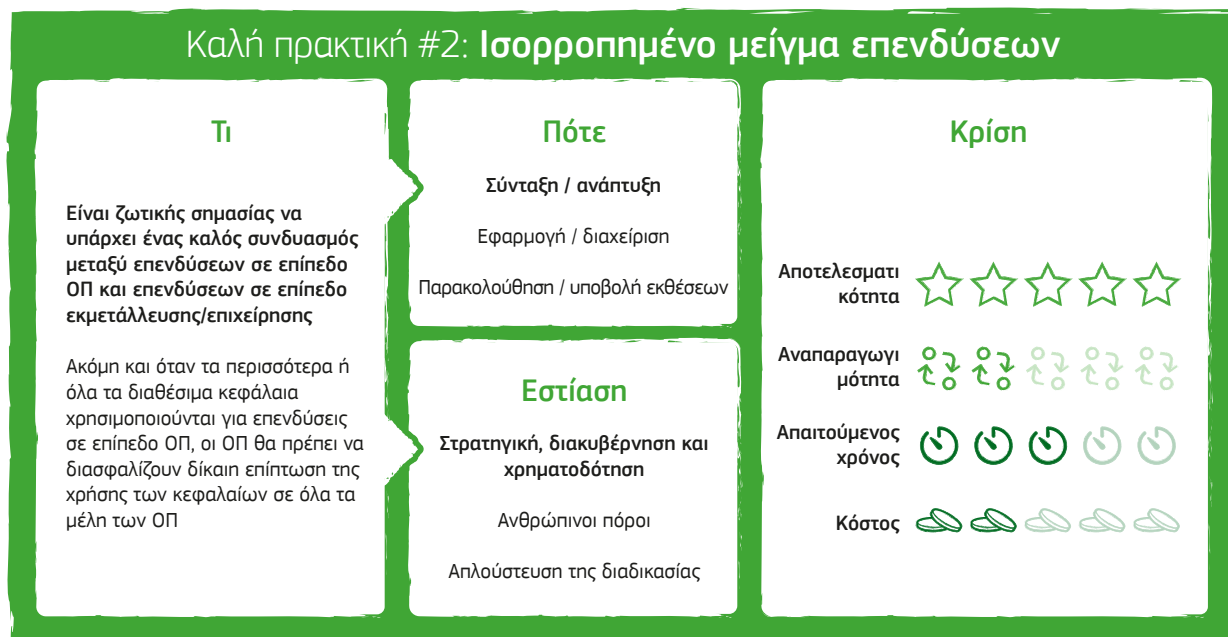 Καλή πρακτική #2: Ισορροπημένο μείγμα επενδύσεων
Τι
Είναι ζωτικής σημασίας να
υπάρχει ένας καλός συνδυασμός
μεταξύ επενδύσεων σε επίπεδο
ΟΠ και επενδύσεων σε επίπεδο
εκμετάλλευσης/επιχείρησης
Ακόμη και όταν τα περισσότερα ή
όλα τα διαθέσιμα κεφάλαια
χρησιμοποιούνται για επενδύσεις
σε επίπεδο ΟΠ, οι ΟΠ θα πρέπει να
διασφαλίζουν δίκαιη επίπτωση της
χρήσης των κεφαλαίων σε όλα τα
μέλη των ΟΠ
Πότε
Σύνταξη / ανάπτυξη
Εφαρμογή / διαχείριση
Παρακολούθηση / υποβολή εκθέσεων
Εστίαση
Στρατηγική, διακυβέρνηση και
χρηματοδότηση
Ανθρώπινοι πόροι
Απλούστευση της διαδικασίας
Κρίση
Αποτελεσματι
κότητα
Αναπαραγωγι
μότητα
Απαιτούμενος
χρόνος
Κόστος